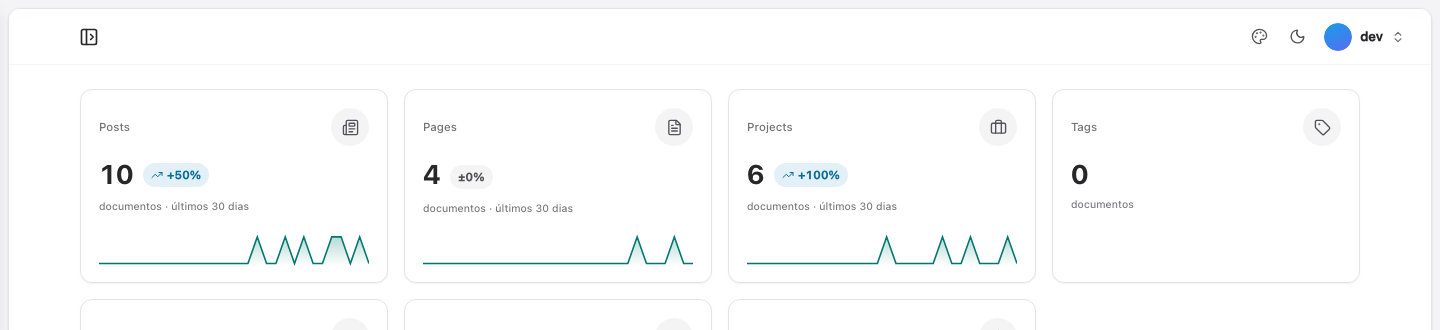 dev
Posts
10 +50%
documentos · últimos 30 dias
Pages
4 ±0%
documentos · últimos 30 dias
Projects
6 +100%
documentos · últimos 30 dias
Tags
0
documentos